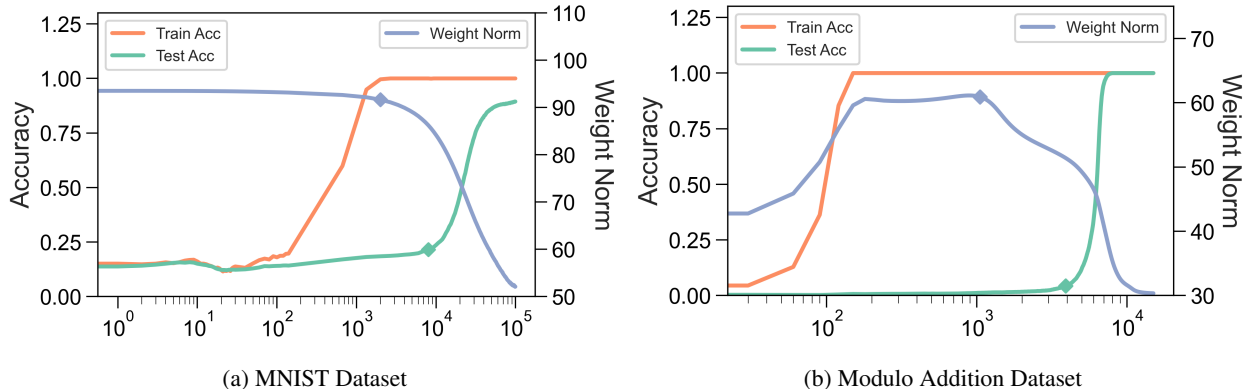 1.25
1.00
0.75
0.50
0.25
0.00
Accuracy
Train Acc
Test Acc
Weight Norm
110
100
90
80
70
60
50
Weight Norm
10^0 10^1 10^2 10^3 10^4 10^5
(a) MNIST Dataset
1.25
1.00
0.75
0.50
0.25
0.00
Accuracy
Train Acc
Test Acc
Weight Norm
70
60
50
40
30
Weight Norm
10^2 10^3 10^4
(b) Modulo Addition Dataset